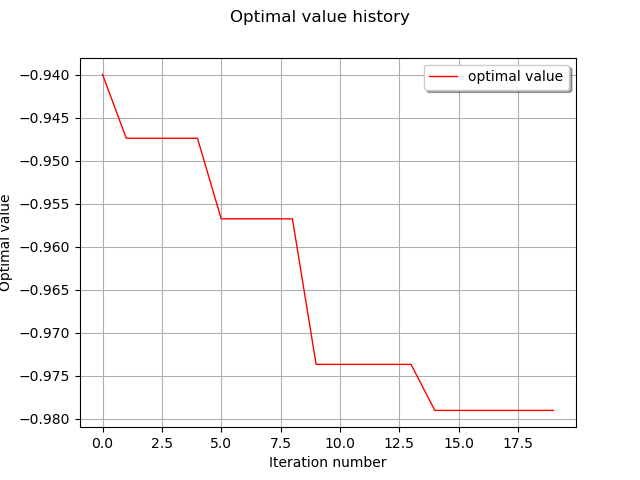 Optimal value history
optimal value
−0.940
−0.945
−0.950
−0.955
−0.960
−0.965
−0.970
−0.975
−0.980
Optimal value
0.0 2.5 5.0 7.5 10.0 12.5 15.0 17.5
Iteration number